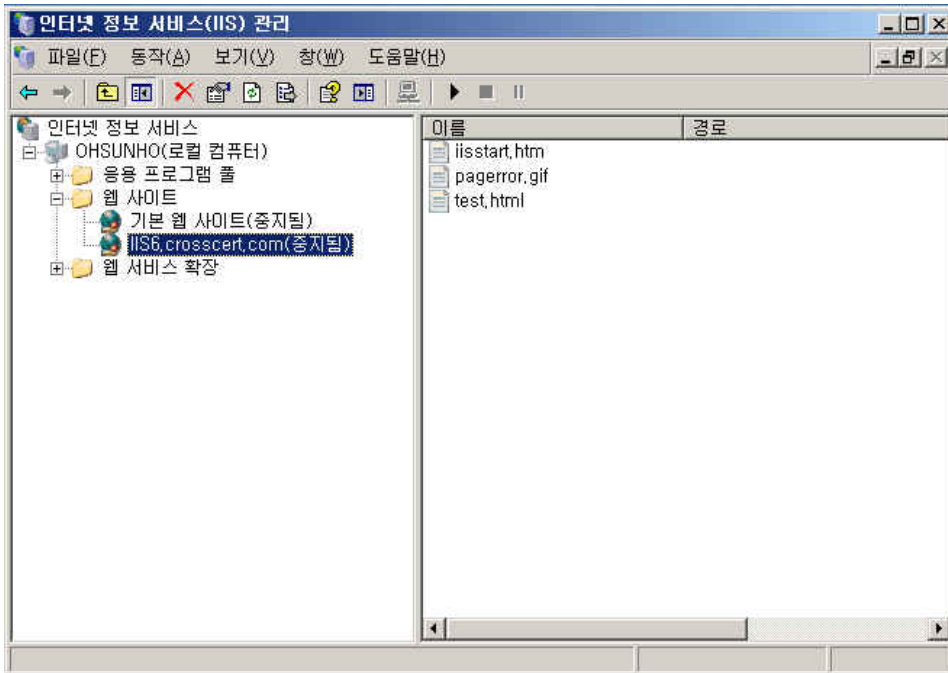 인터넷 정보 서비스(IIS) 관리
파일(F) 동작(A) 보기(V) 창(W) 도움말(H)
인터넷 정보 서비스
OHSUNHO(로컬 컴퓨터)
응용 프로그램 풀
웹 사이트
기본 웹 사이트(중지됨)
IIS6.crosscert.com(중지됨)
웹 서비스 확장
이름 경로
iisstart.htm
pagerror.gif
test.html